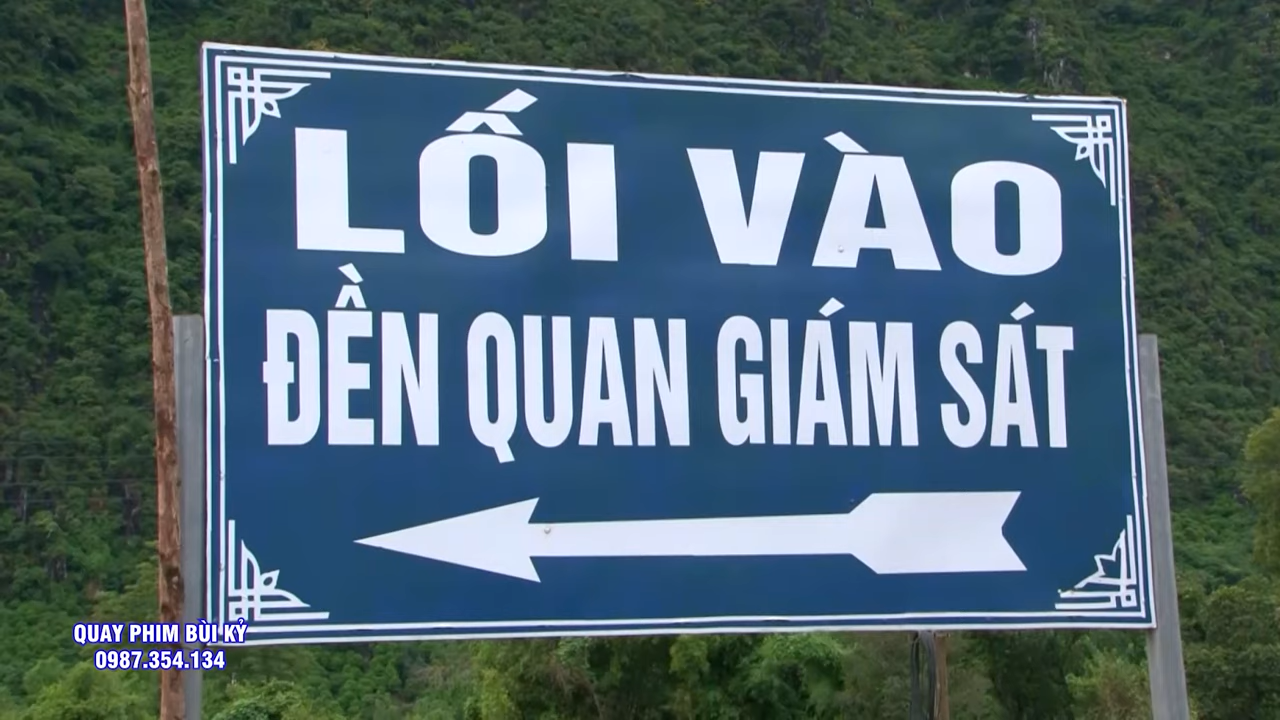 LỐI VÀO
ĐỀN QUAN GIÁM SÁT
QUAY PHIM BÙI KỶ
0987.354.134